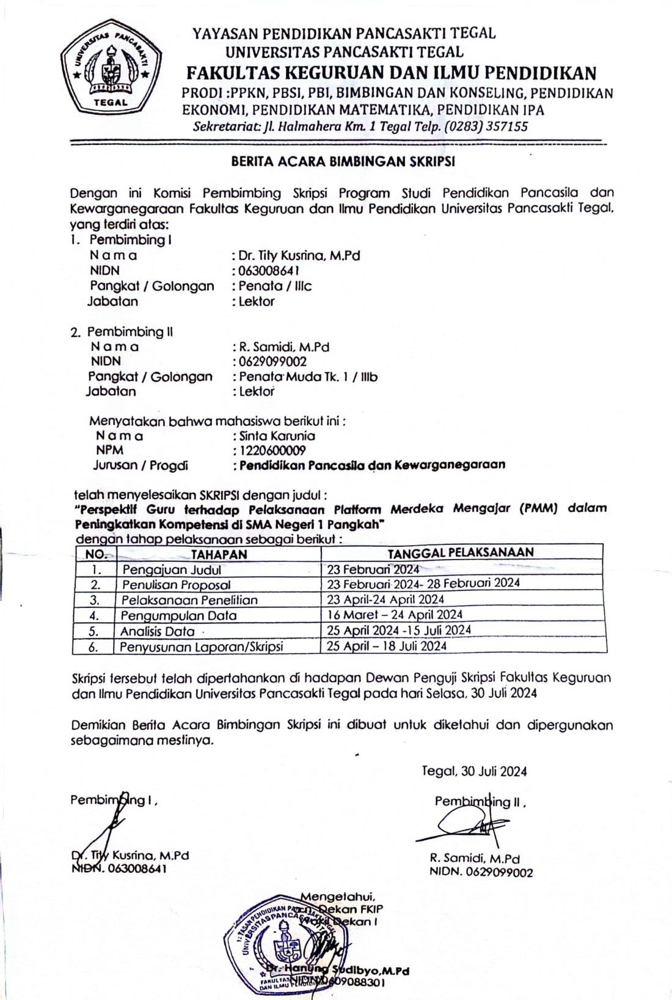 UNIVERSITAS PANCASAKTI
TEGAL
YAYASAN PENDIDIKAN PANCASAKTI TEGAL
UNIVERSITAS PANCASAKTI TEGAL
FAKULTAS KEGURUAN DAN ILMU PENDIDIKAN
PRODI :PPKN, PBSI, PBI, BIMBINGAN DAN KONSELING, PENDIDIKAN
EKONOMI, PENDIDIKAN MATEMATIKA, PENDIDIKAN IPA
Sekretariat: Jl. Halmahera Km. 1 Tegal Telp. (0283) 357155
BERITA ACARA BIMBINGAN SKRIPSI
Dengan ini Komisi Pembimbing Skripsi Program Studi Pendidikan Pancasila dan
Kewarganegaraan Fakultas Keguruan dan Ilmu Pendidikan Universitas Pancasakti Tegal,
yang terdiri atas:
1. Pembimbing I
N a m a : Dr. Tity Kusrina, M.Pd
NIDN : 063008641
Pangkat / Golongan : Penata / IIIc
Jabatan : Lektor
2. Pembimbing II
N a m a : R. Samidi, M.Pd
NIDN : 0629099002
Pangkat / Golongan : Penata Muda Tk. 1 / IIIb
Jabatan : Lektor
Menyatakan bahwa mahasiswa berikut ini :
N a m a : Sinta Karunia
NPM : 1220600009
Jurusan / Progdi : Pendidikan Pancasila dan Kewarganegaraan
telah menyelesaikan SKRIPSI dengan judul :
"Perspektif Guru terhadap Pelaksanaan Platform Merdeka Mengajar (PMM) dalam
Peningkatkan Kompetensi di SMA Negeri 1 Pangkah"
dengan tahap pelaksanaan sebagai berikut :
NO. TAHAPAN TANGGAL PELAKSANAAN
1. Pengajuan Judul 23 Februari 2024
2. Penulisan Proposal 23 Februari 2024- 28 Februari 2024
3. Pelaksanaan Penelitian 23 April-24 April 2024
4. Pengumpulan Data 16 Maret – 24 April 2024
5. Analisis Data 25 April 2024 -15 Juli 2024
6. Penyusunan Laporan/Skripsi 25 April – 18 Juli 2024
Skripsi tersebut telah dipertahankan di hadapan Dewan Penguji Skripsi Fakultas Keguruan
dan Ilmu Pendidikan Universitas Pancasakti Tegal pada hari Selasa, 30 Juli 2024
Demikian Berita Acara Bimbingan Skripsi ini dibuat untuk diketahui dan dipergunakan
sebagaimana mestinya.
Tegal, 30 Juli 2024
Pembimbing I , Pembimbing II ,
Dr. Tity Kusrina, M.Pd R. Samidi, M.Pd
NIDN. 063008641 NIDN. 0629099002
Mengetahui,
Dekan FKIP
Wakil Dekan I
Dr. Hanung Sudibyo,M.Pd
NIDN 0609088301
YAYASAN PENDIDIKAN PANCASAKTI TEGAL
UNIVERSITAS PANCASAKTI
FAKULTAS
DAN ILMU